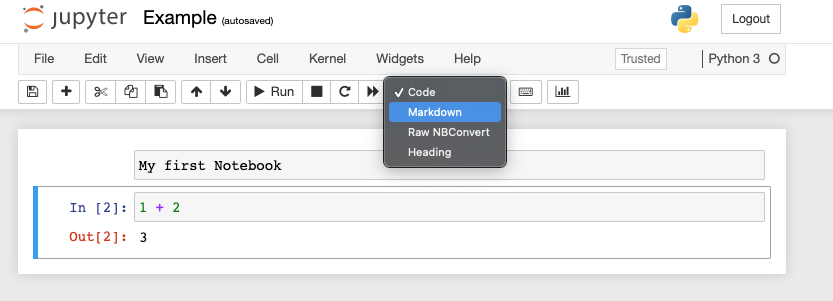 jupyter Example (autosaved) Logout
File Edit View Insert Cell Kernel Widgets Help Trusted Python 3
Run ✓ Code
Markdown
Raw NBConvert
Heading
My first Notebook
In [2]: 1 + 2
Out[2]: 3